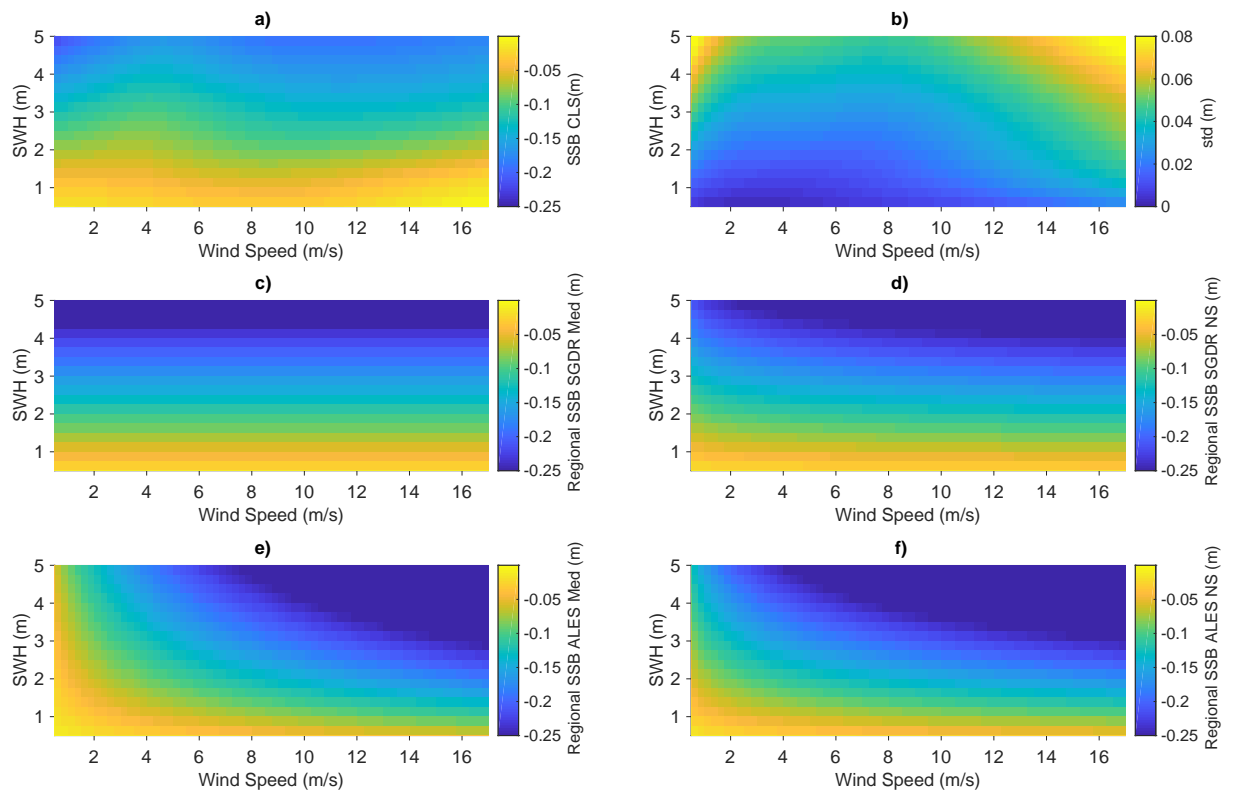 a)
5
4
3
2
1
SWH (m)
2 4 6 8 10 12 14 16
Wind Speed (m/s)
-0.05
-0.1
-0.15
-0.2
-0.25
SSB CLS(m)
b)
5
4
3
2
1
SWH (m)
2 4 6 8 10 12 14 16
Wind Speed (m/s)
0.08
0.06
0.04
0.02
0
std (m)
c)
5
4
3
2
1
SWH (m)
2 4 6 8 10 12 14 16
Wind Speed (m/s)
-0.05
-0.1
-0.15
-0.2
-0.25
Regional SSB SGDR Med (m)
d)
5
4
3
2
1
SWH (m)
2 4 6 8 10 12 14 16
Wind Speed (m/s)
-0.05
-0.1
-0.15
-0.2
-0.25
Regional SSB SGDR NS (m)
e)
5
4
3
2
1
SWH (m)
2 4 6 8 10 12 14 16
Wind Speed (m/s)
-0.05
-0.1
-0.15
-0.2
-0.25
Regional SSB ALES Med (m)
f)
5
4
3
2
1
SWH (m)
2 4 6 8 10 12 14 16
Wind Speed (m/s)
-0.05
-0.1
-0.15
-0.2
-0.25
Regional SSB ALES NS (m)